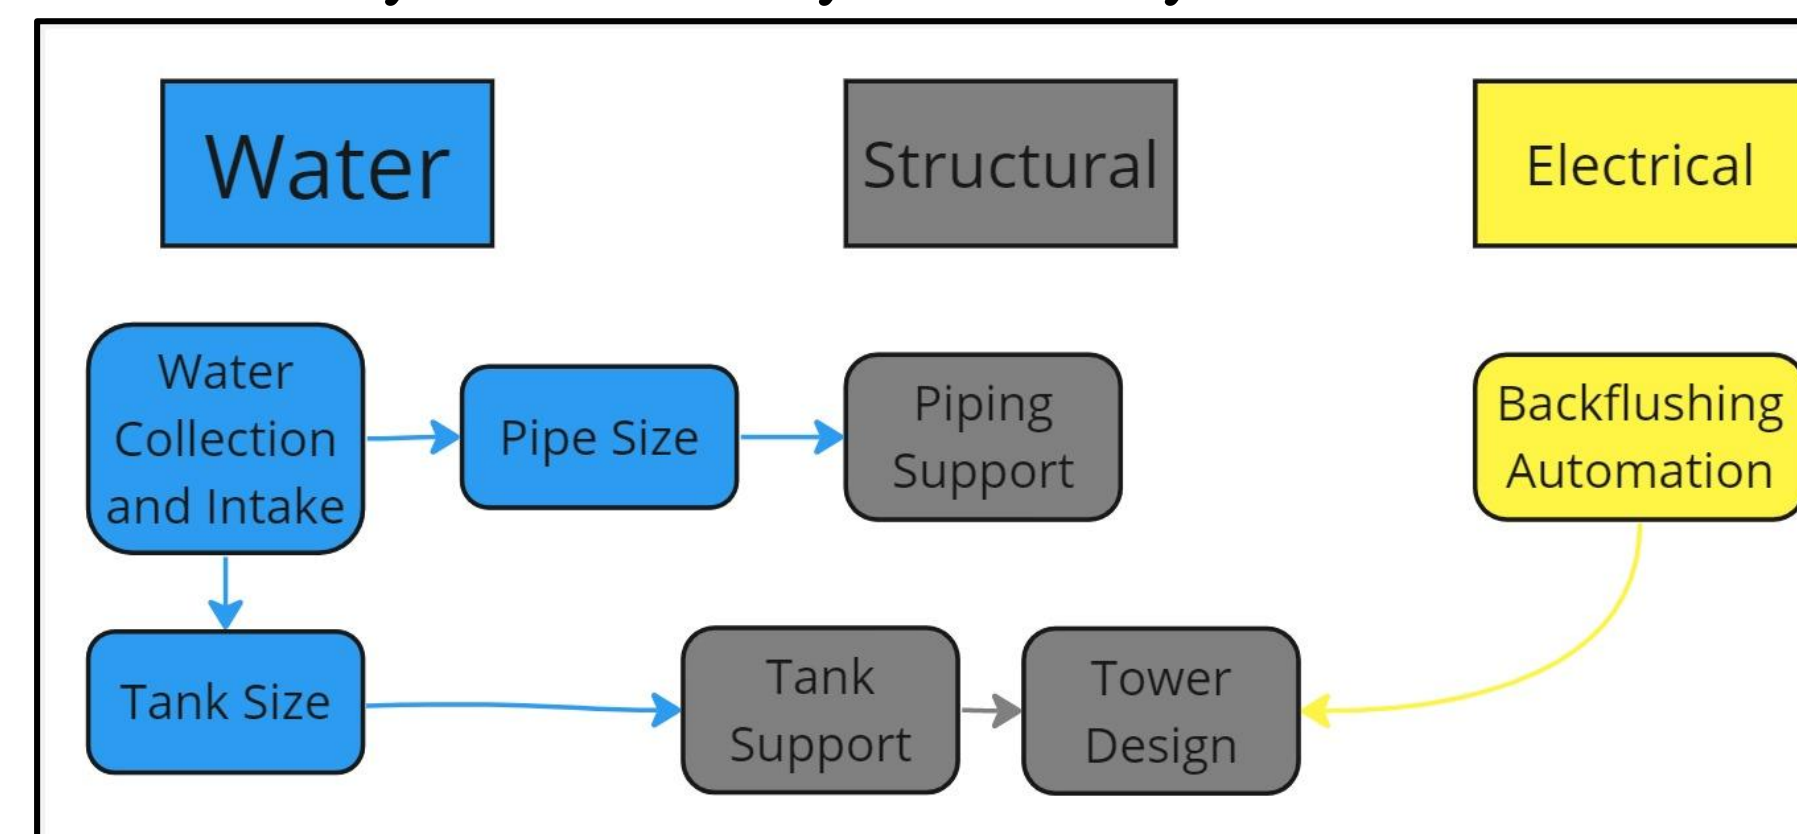 Water
Structural
Electrical
Water
Collection
and Intake
Pipe Size
Piping
Support
Backflushing
Automation
Tank Size
Tank
Support
Tower
Design